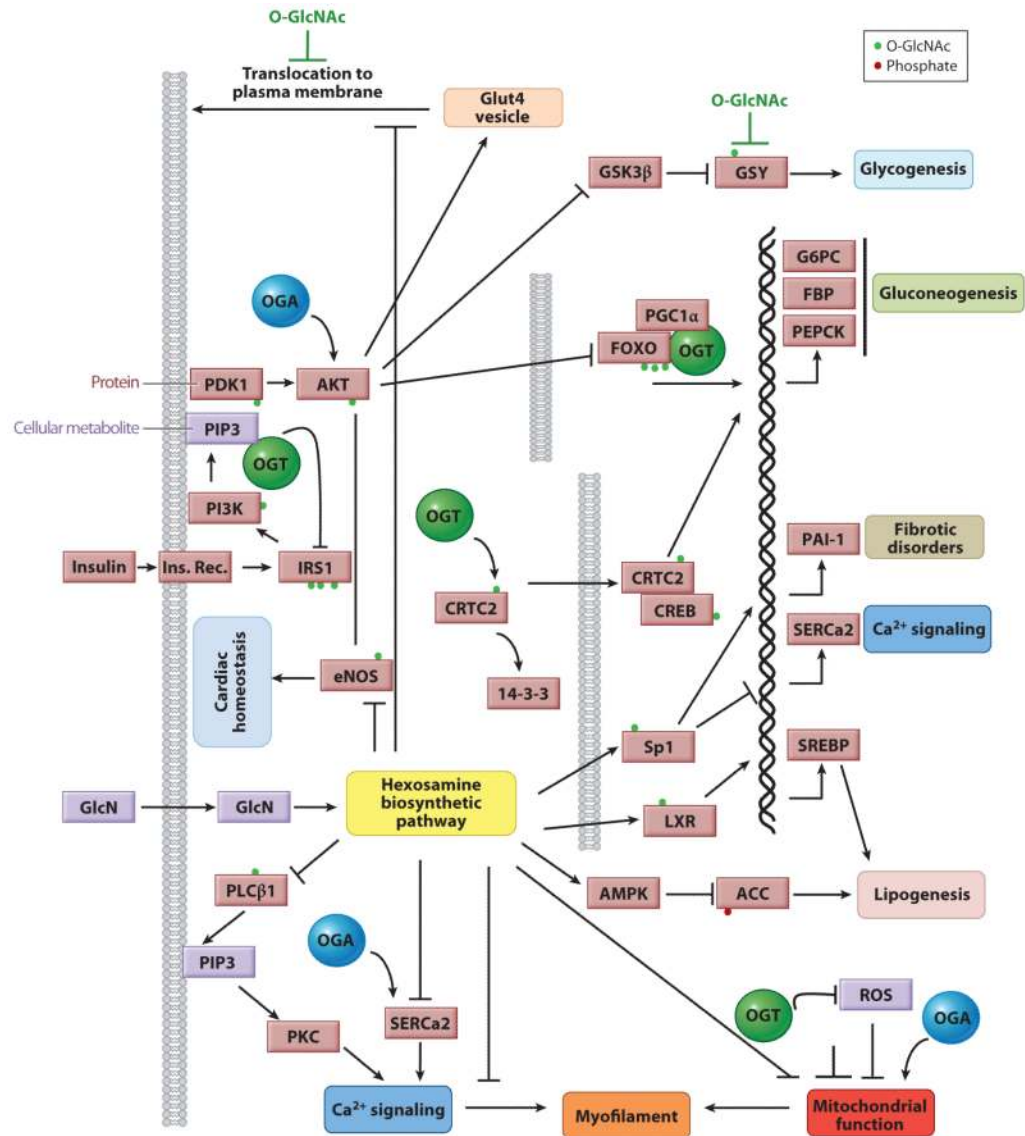 O-GlcNAc
Translocation to
plasma membrane
Glut4
vesicle
O-GlcNAc
Phosphate
O-GlcNAc
GSK3β
GSY
Glycogenesis
OGA
G6PC
FBP
PEPCK
Gluconeogenesis
PGC1α
FOXO
OGT
Protein
PDK1
AKT
Cellular metabolite
PIP3
OGT
PI3K
Insulin
Ins. Rec.
IRS1
OGT
CRTC2
14-3-3
CRTC2
CREB
PAI-1
Fibrotic
disorders
SERCa2
Ca²⁺ signaling
Cardiac
homeostasis
eNOS
Sp1
SREBP
GlcN
GlcN
Hexosamine
biosynthetic
pathway
LXR
PLCβ1
AMPK
ACC
Lipogenesis
PIP3
OGA
PKC
SERCa2
OGT
ROS
OGA
Ca²⁺ signaling
Myofilament
Mitochondrial
function